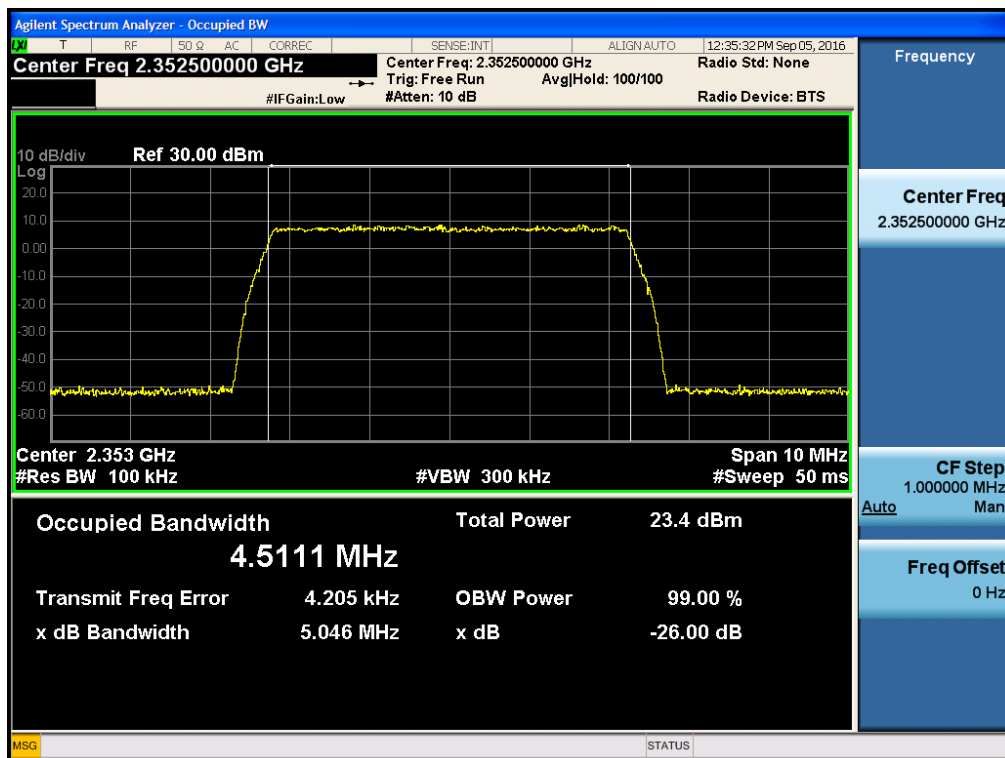 Agilent Spectrum Analyzer - Occupied BW
LXI T RF 50 Ω AC CORREC SENSE:INT ALIGN AUTO 12:35:32 PM Sep 05, 2016
Center Freq 2.352500000 GHz
Center Freq: 2.352500000 GHz
Radio Std: None
Trig: Free Run
Avg|Hold: 100/100
#IFGain:Low
#Atten: 10 dB
Radio Device: BTS
10 dB/div
Ref 30.00 dBm
Log
20.0
10.0
0.00
-10.0
-20.0
-30.0
-40.0
-50.0
-60.0
Center 2.353 GHz
Span 10 MHz
#Res BW 100 kHz
#VBW 300 kHz
#Sweep 50 ms
Occupied Bandwidth
4.5111 MHz
Total Power 23.4 dBm
Transmit Freq Error 4.205 kHz
OBW Power 99.00 %
x dB Bandwidth 5.046 MHz
x dB -26.00 dB
Frequency
Center Freq
2.352500000 GHz
CF Step
1.000000 MHz
Auto Man
Freq Offset
0 Hz
MSG
STATUS